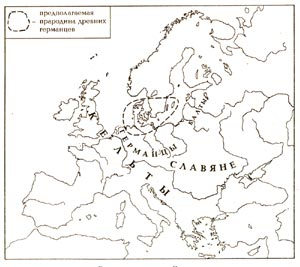 предполагаемая
прародина древних
германцев
БАЛТЫ
ГЕРМАНЦЫ
СЛАВЯНЕ
КЕЛЬТЫ